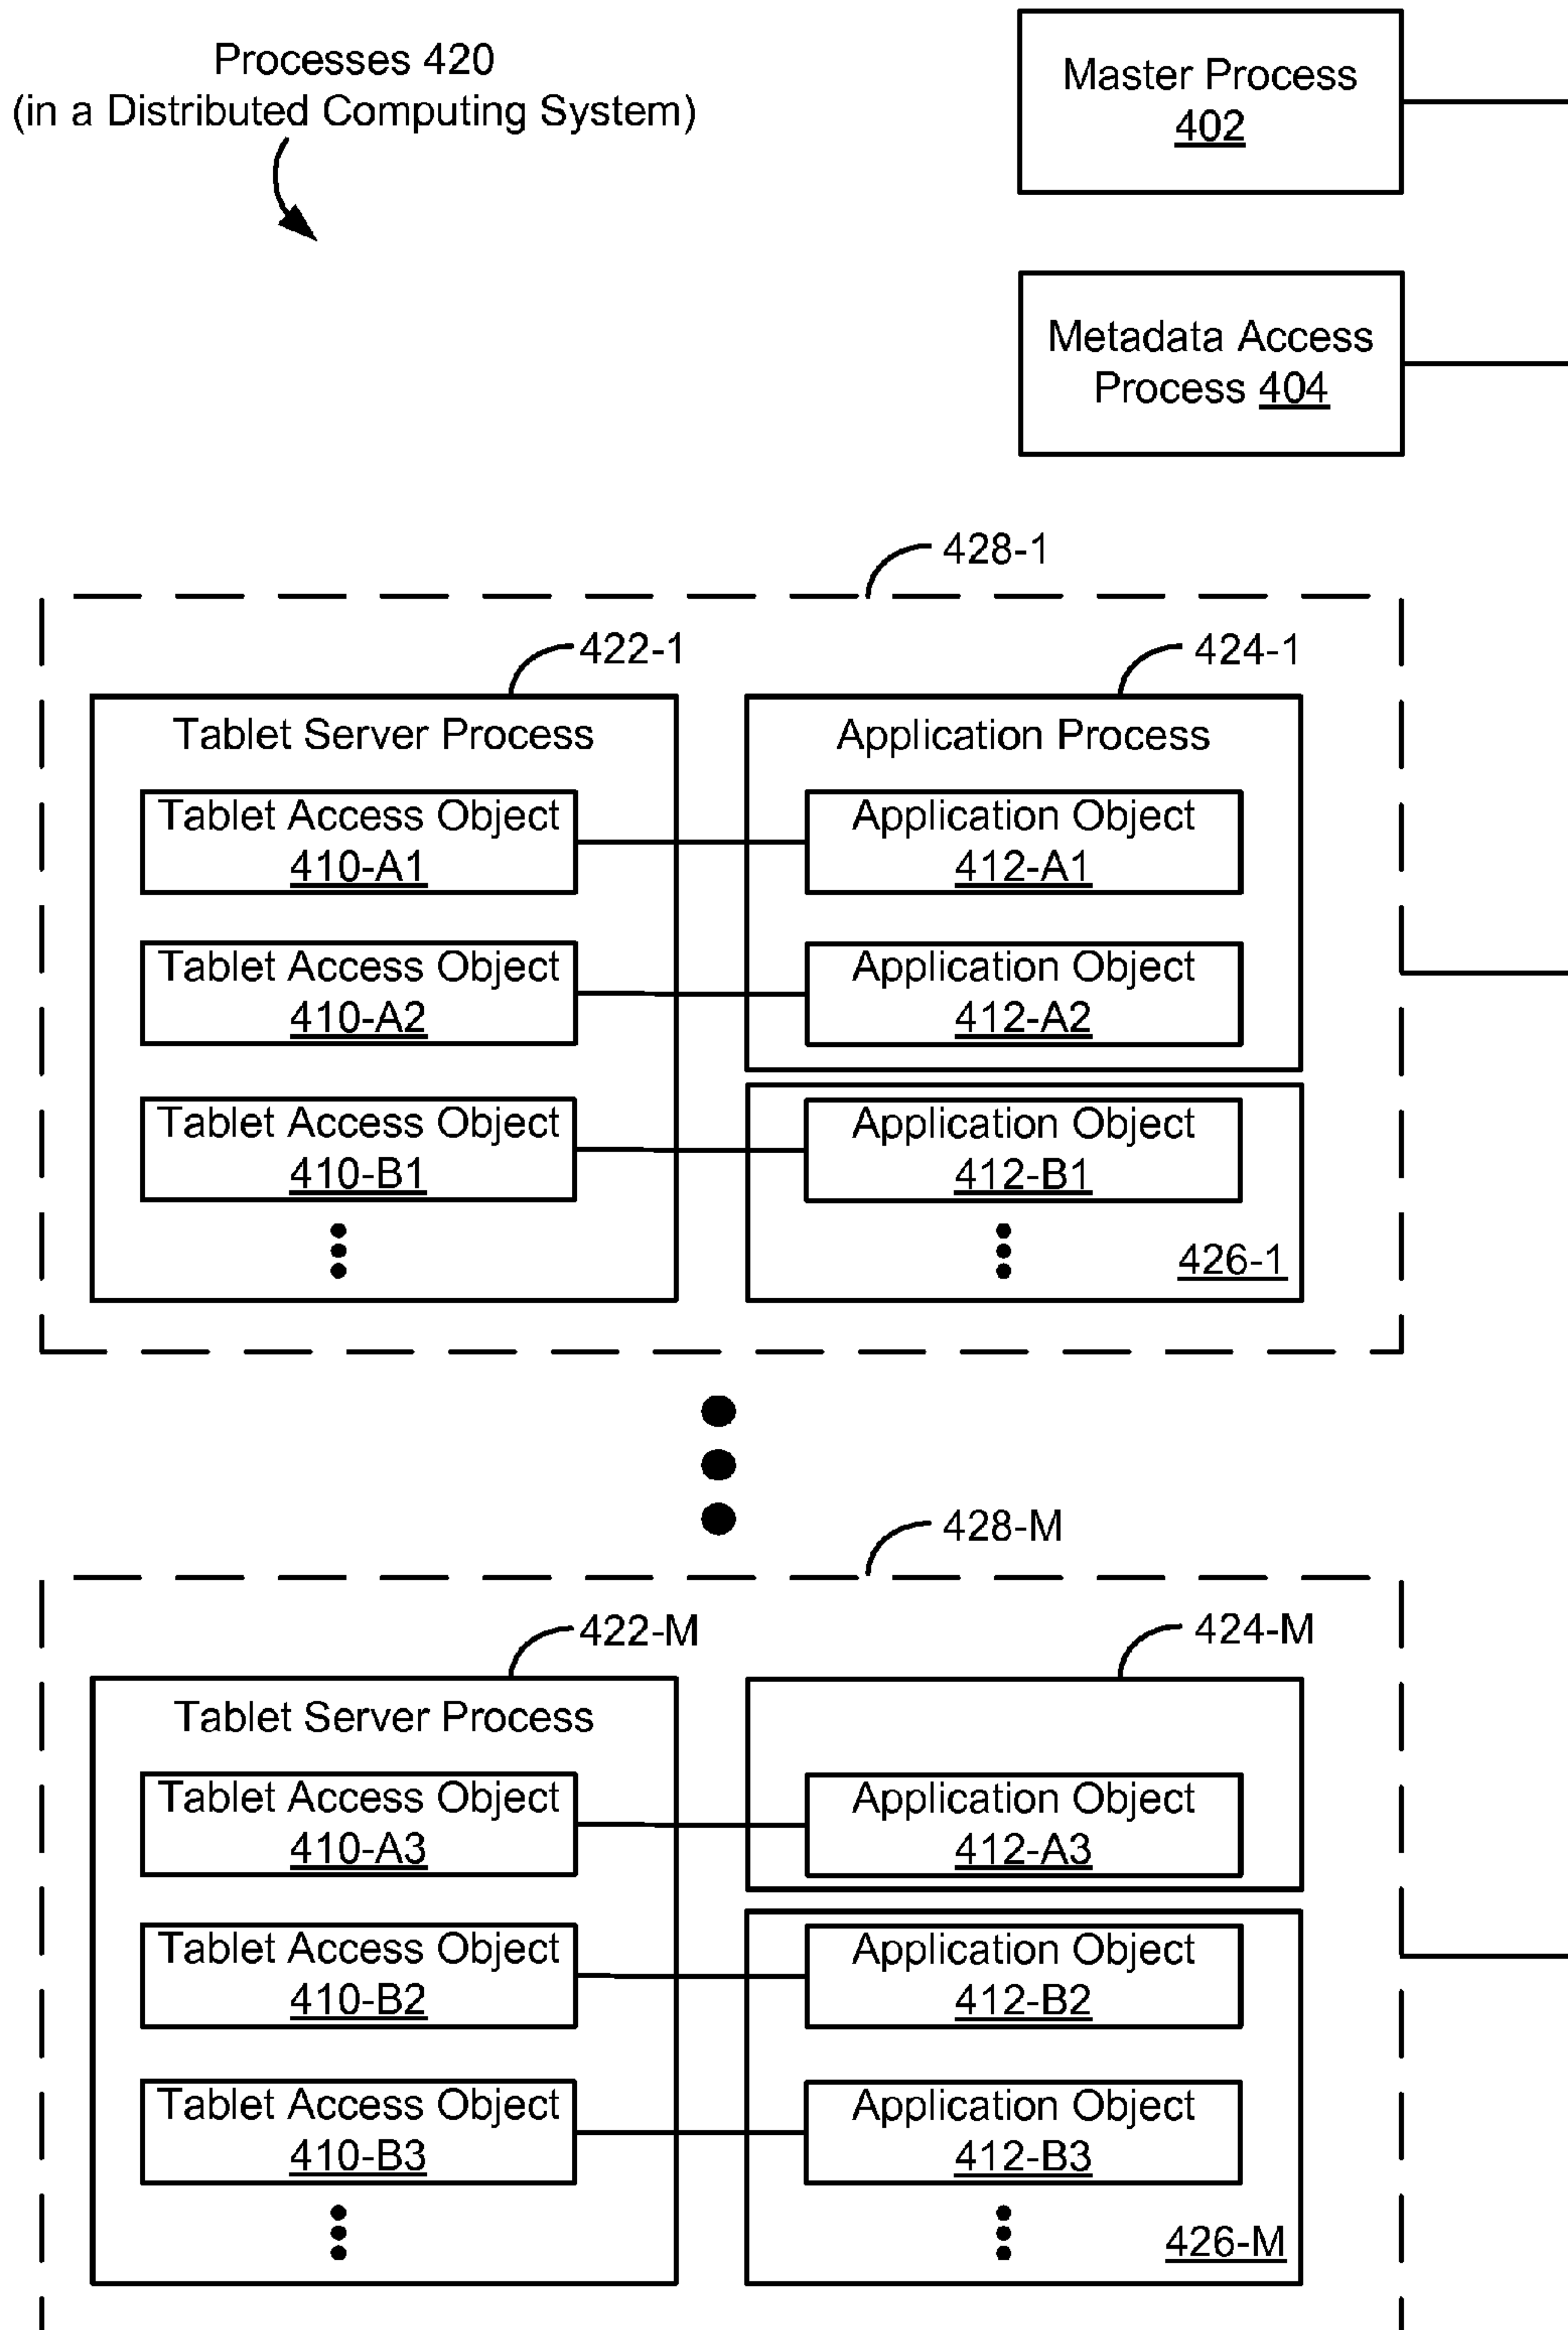 Processes 420
(in a Distributed Computing System)
Master Process
402
Metadata Access
Process 404
428-1
422-1
424-1
Tablet Server Process
Application Process
Tablet Access Object
410-A1
Application Object
412-A1
Tablet Access Object
410-A2
Application Object
412-A2
Tablet Access Object
410-B1
Application Object
412-B1
426-1
428-M
422-M
424-M
Tablet Server Process
Tablet Access Object
410-A3
Application Object
412-A3
Tablet Access Object
410-B2
Application Object
412-B2
Tablet Access Object
410-B3
Application Object
412-B3
426-M